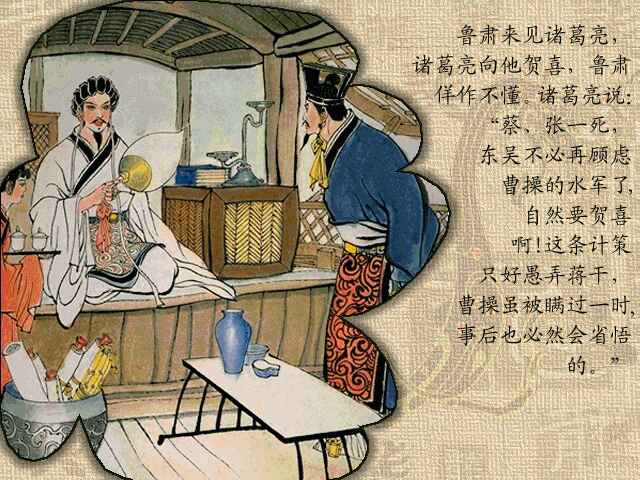 鲁肃来见诸葛亮，
诸葛亮向他贺喜，鲁肃
佯作不懂。诸葛亮说：
“蔡、张一死，
东吴不必再顾虑
曹操的水军了，
自然要贺喜
啊！这条计策
只好愚弄蒋干，
曹操虽被瞒过一时，
事后也必然会省悟
的。”